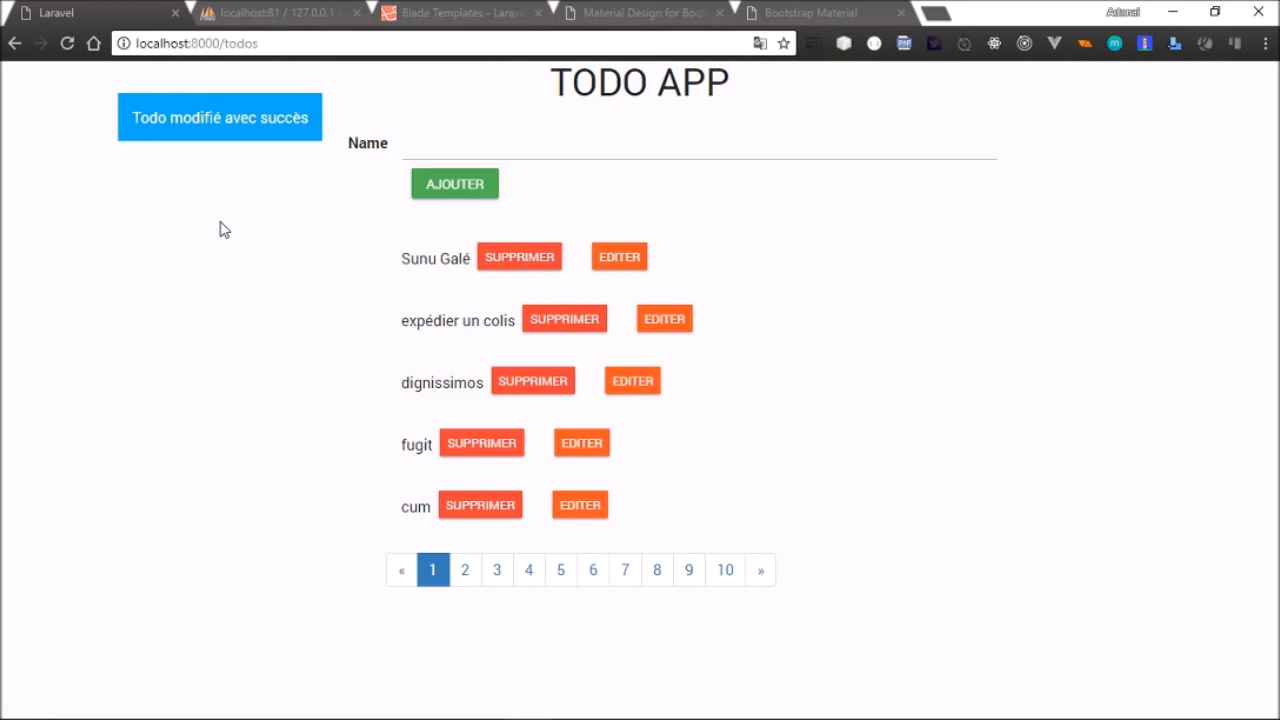 Laravel
localhost:81 / 127.0.0.1
Blade Templates - Larav
Material Design for Boo
Bootstrap Material
Adonai
localhost:8000/todos
TODO APP
Todo modifié avec succès
Name
AJOUTER
Sunu Galé SUPPRIMER EDITER
expédier un colis SUPPRIMER EDITER
dignissimos SUPPRIMER EDITER
fugit SUPPRIMER EDITER
cum SUPPRIMER EDITER
« 1 2 3 4 5 6 7 8 9 10 »